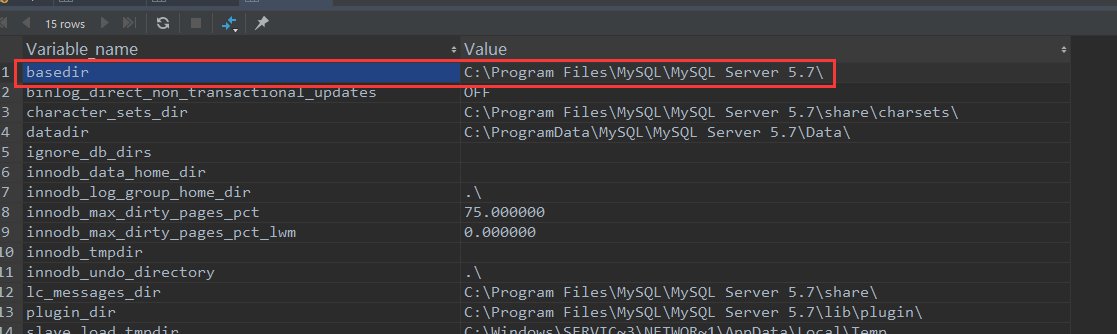 15 rows
Variable_name Value
1 basedir C:\Program Files\MySQL\MySQL Server 5.7\
2 binlog_direct_non_transactional_updates OFF
3 character_sets_dir C:\Program Files\MySQL\MySQL Server 5.7\share\charsets\
4 datadir C:\ProgramData\MySQL\MySQL Server 5.7\Data\
5 ignore_db_dirs
6 innodb_data_home_dir
7 innodb_log_group_home_dir .\
8 innodb_max_dirty_pages_pct 75.000000
9 innodb_max_dirty_pages_pct_lwm 0.000000
10 innodb_tmpdir
11 innodb_undo_directory .\
12 lc_messages_dir C:\Program Files\MySQL\MySQL Server 5.7\share\
13 plugin_dir C:\Program Files\MySQL\MySQL Server 5.7\lib\plugin\
14 slave_load_tmpdir C:\Windows\SERVIC~3\NETWOR~1\AppData\Local\Temp